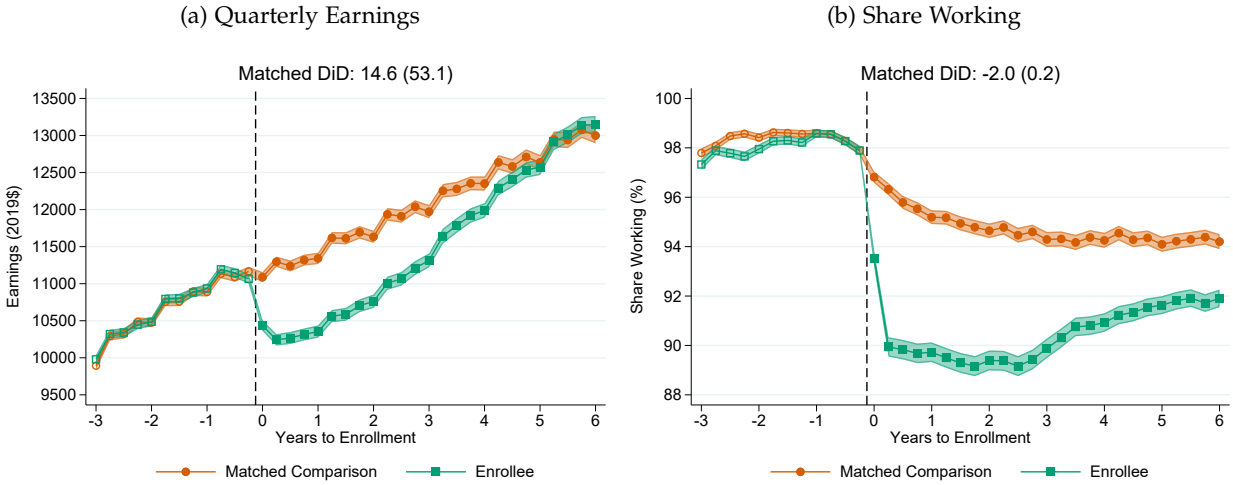 (a) Quarterly Earnings
Matched DiD: 14.6 (53.1)
Earnings (2019$)
13500
13000
12500
12000
11500
11000
10500
10000
9500
-3 -2 -1 0 1 2 3 4 5 6
Years to Enrollment
Matched Comparison Enrollee
(b) Share Working
Matched DiD: -2.0 (0.2)
Share Working (%)
100
98
96
94
92
90
88
-3 -2 -1 0 1 2 3 4 5 6
Years to Enrollment
Matched Comparison Enrollee